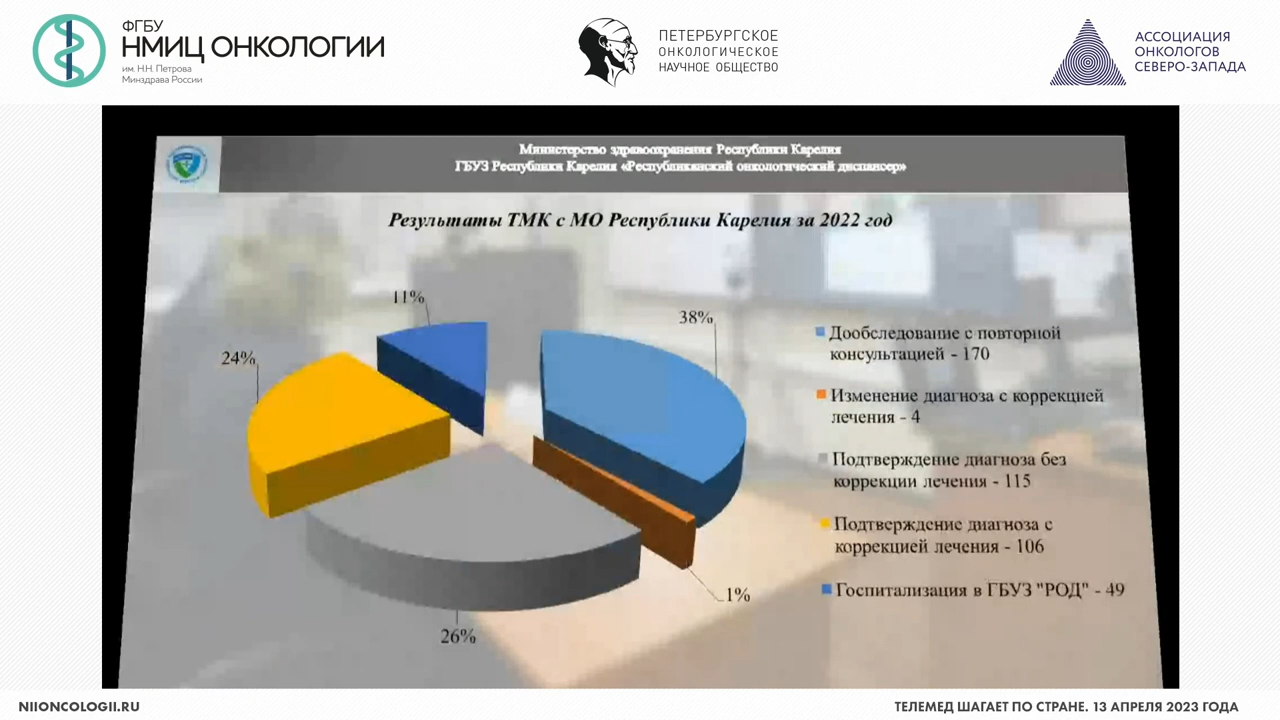 ФГБУ
НМИЦ ОНКОЛОГИИ
им. Н.Н. Петрова
Минздрава России
ПЕТЕРБУРГСКОЕ
ОНКОЛОГИЧЕСКОЕ
НАУЧНОЕ ОБЩЕСТВО
АССОЦИАЦИЯ
ОНКОЛОГОВ
СЕВЕРО-ЗАПАДА
Министерство здравоохранения Республики Карелия
ГБУЗ Республики Карелия «Республиканский онкологический диспансер»
Результаты ТМК с МО Республики Карелия за 2022 год
11%
38%
24%
1%
26%
Дообследование с повторной
консультацией - 170
Изменение диагноза с коррекцией
лечения - 4
Подтверждение диагноза без
коррекции лечения - 115
Подтверждение диагноза с
коррекцией лечения - 106
Госпитализация в ГБУЗ "РОД" - 49
NIIONCOLOGII.RU
ТЕЛЕМЕД ШАГАЕТ ПО СТРАНЕ. 13 АПРЕЛЯ 2023 ГОДА